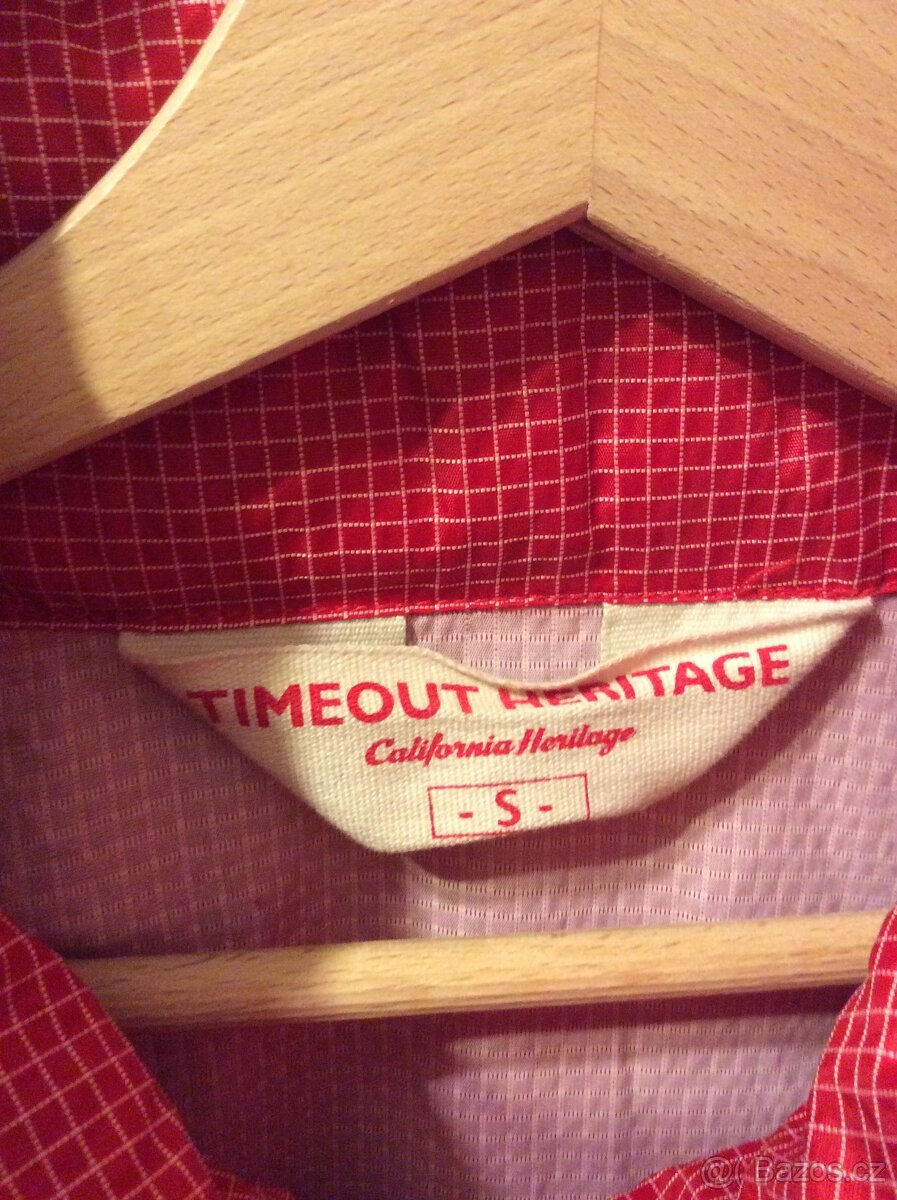 TIMEOUT HERITAGE
California Heritage
- S -
@ Bazos.cz